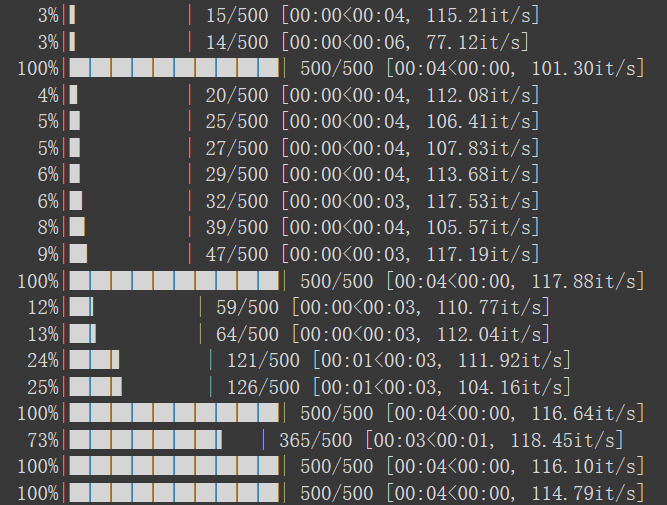 3%| | 15/500 [00:00<00:04, 115.21it/s]
3%| | 14/500 [00:00<00:06, 77.12it/s]
100%|██████████| 500/500 [00:04<00:00, 101.30it/s]
4%| | 20/500 [00:00<00:04, 112.08it/s]
5%| | 25/500 [00:00<00:04, 106.41it/s]
5%| | 27/500 [00:00<00:04, 107.83it/s]
6%| | 29/500 [00:00<00:04, 113.68it/s]
6%| | 32/500 [00:00<00:03, 117.53it/s]
8%| | 39/500 [00:00<00:04, 105.57it/s]
9%| | 47/500 [00:00<00:03, 117.19it/s]
100%|██████████| 500/500 [00:04<00:00, 117.88it/s]
12%|█ | 59/500 [00:00<00:03, 110.77it/s]
13%|█ | 64/500 [00:00<00:03, 112.04it/s]
24%|██ | 121/500 [00:01<00:03, 111.92it/s]
25%|██ | 126/500 [00:01<00:03, 104.16it/s]
100%|██████████| 500/500 [00:04<00:00, 116.64it/s]
73%|███████ | 365/500 [00:03<00:01, 118.45it/s]
100%|██████████| 500/500 [00:04<00:00, 116.10it/s]
100%|██████████| 500/500 [00:04<00:00, 114.79it/s]